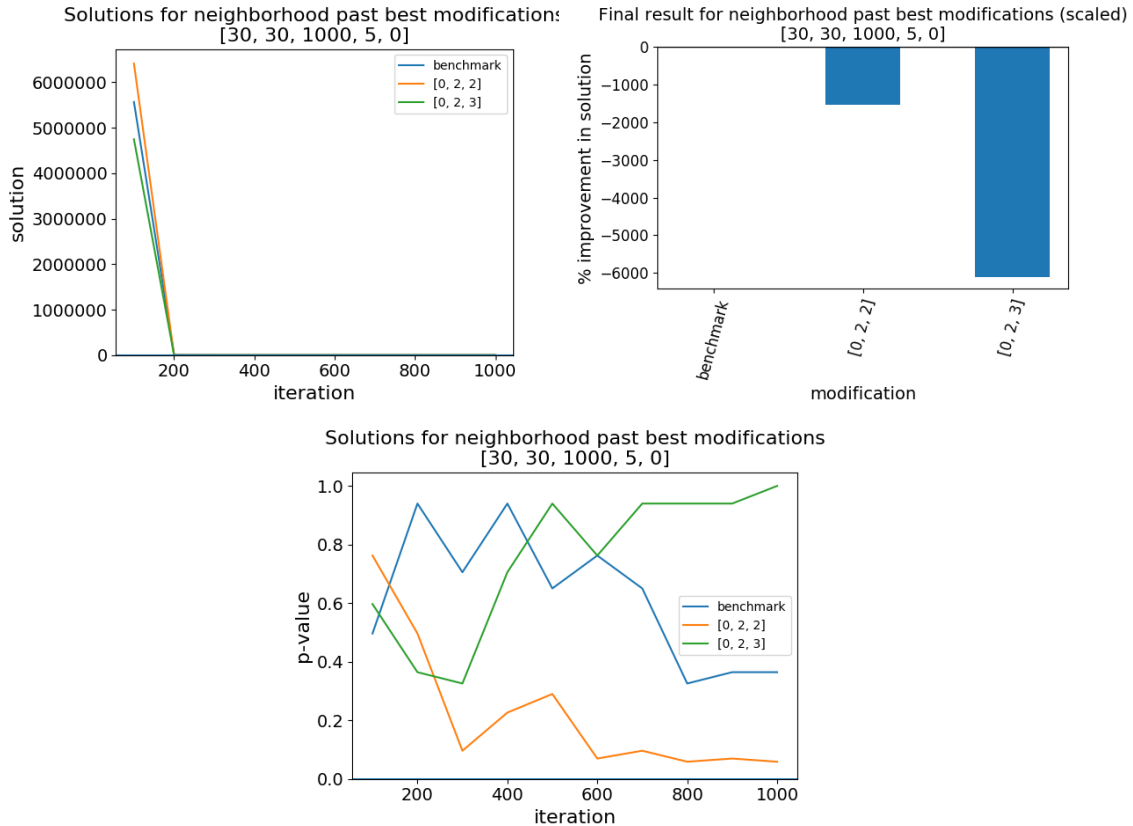 Solutions for neighborhood past best modifications
[30, 30, 1000, 5, 0]
benchmark
[0, 2, 2]
[0, 2, 3]
6000000
5000000
4000000
3000000
2000000
1000000
0
solution
200 400 600 800 1000
iteration
Final result for neighborhood past best modifications (scaled)
[30, 30, 1000, 5, 0]
0
−1000
−2000
−3000
−4000
−5000
−6000
% improvement in solution
benchmark
[0, 2, 2]
[0, 2, 3]
modification
Solutions for neighborhood past best modifications
[30, 30, 1000, 5, 0]
1.0
0.8
0.6
0.4
0.2
0.0
p-value
benchmark
[0, 2, 2]
[0, 2, 3]
200 400 600 800 1000
iteration